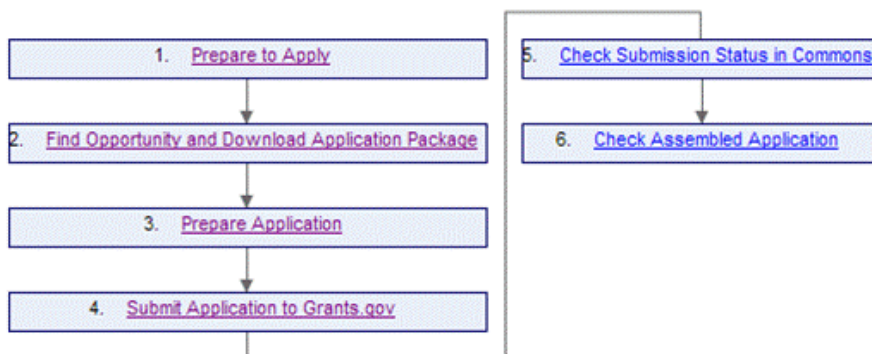 1. Prepare to Apply
2. Find Opportunity and Download Application Package
3. Prepare Application
4. Submit Application to Grants.gov
5. Check Submission Status in Commons
6. Check Assembled Application